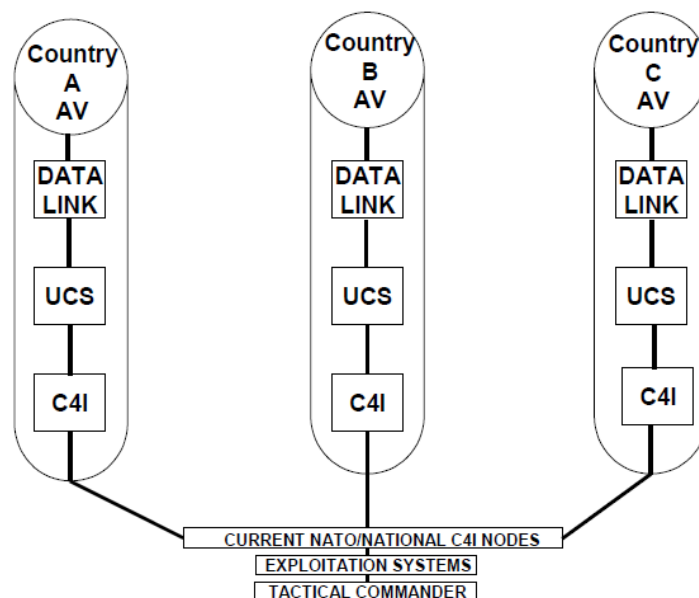 Country
A
AV
DATA
LINK
UCS
C4I
Country
B
AV
DATA
LINK
UCS
C4I
Country
C
AV
DATA
LINK
UCS
C4I
CURRENT NATO/NATIONAL C4I NODES
EXPLOITATION SYSTEMS
TACTICAL COMMANDER